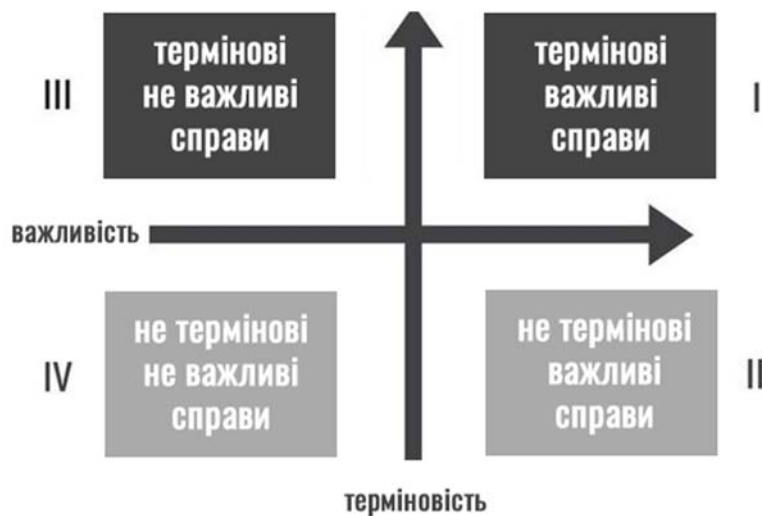 термінові
не важливі
справи
III
термінові
важливі
справи
I
важливість
не термінові
не важливі
справи
IV
не термінові
важливі
справи
II
терміновість